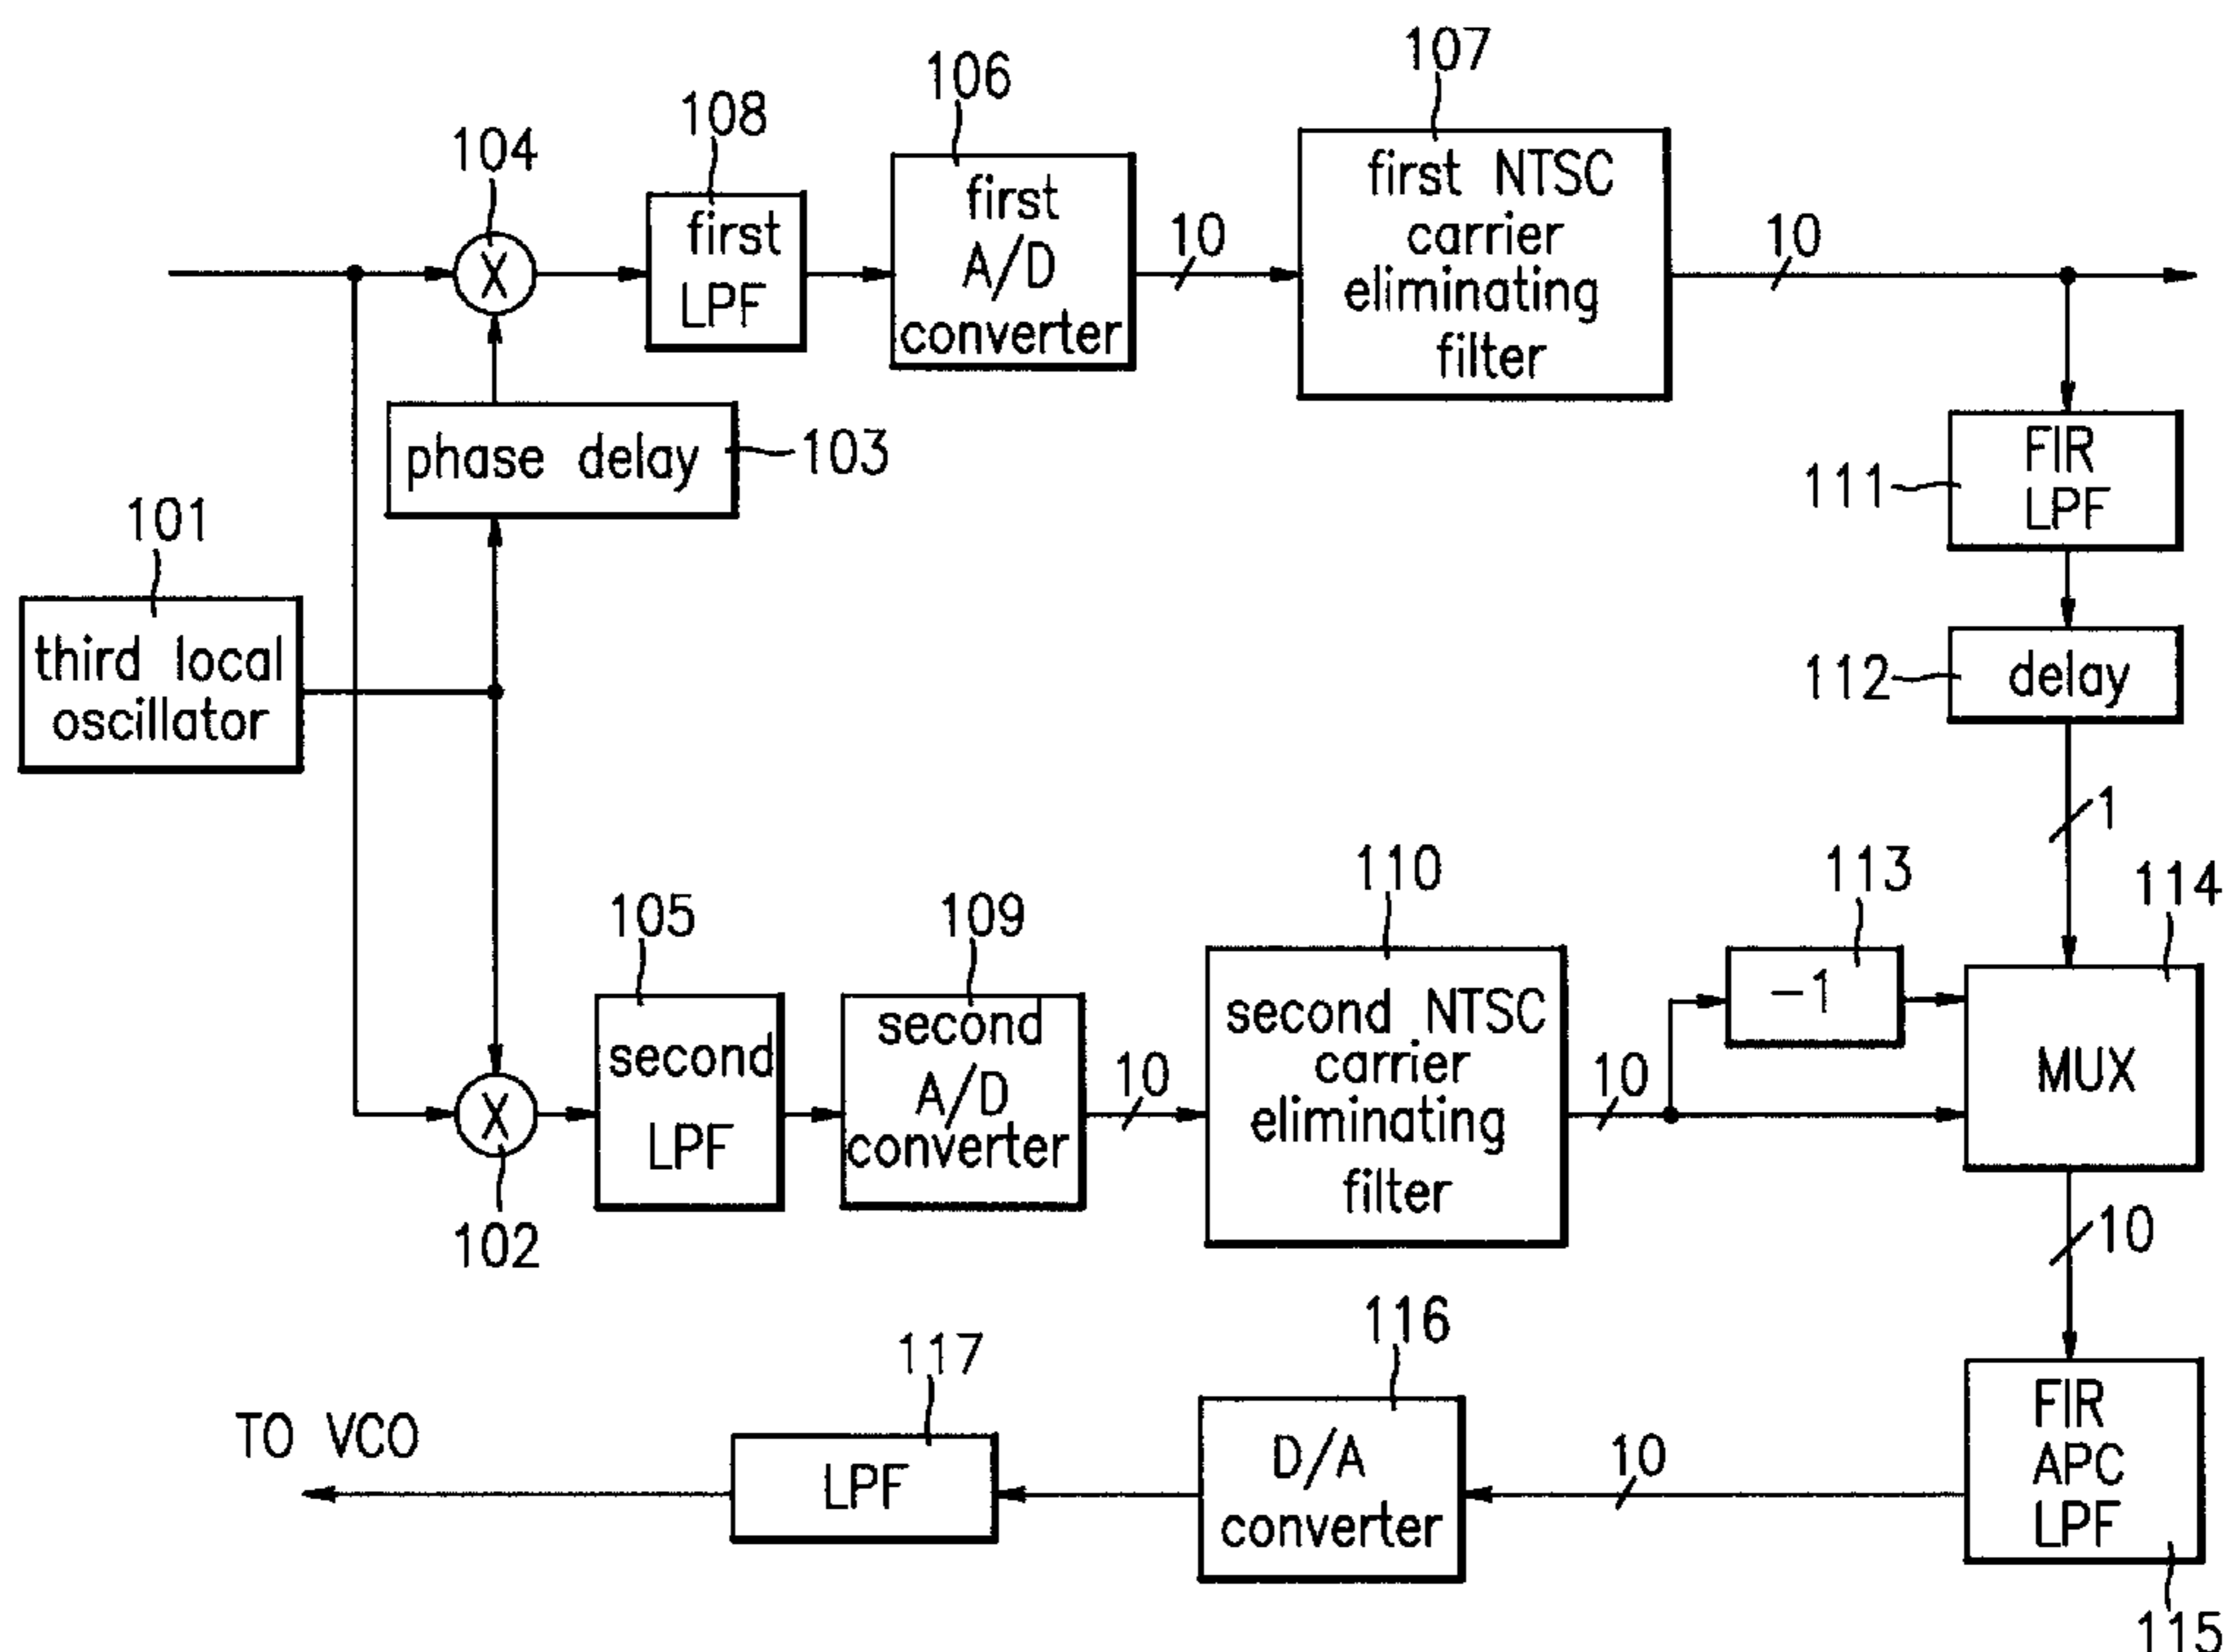 107
106
108
104
first
LPF
first
A/D
converter
10
first NTSC
carrier
eliminating
filter
10
X
phase delay
103
FIR
LPF
111
101
third local
oscillator
delay
112
1
110
113
114
105
109
second
LPF
second
A/D
converter
10
second NTSC
carrier
eliminating
filter
10
-1
MUX
X
102
10
116
117
TO VCO
LPF
D/A
converter
10
FIR
APC
LPF
115